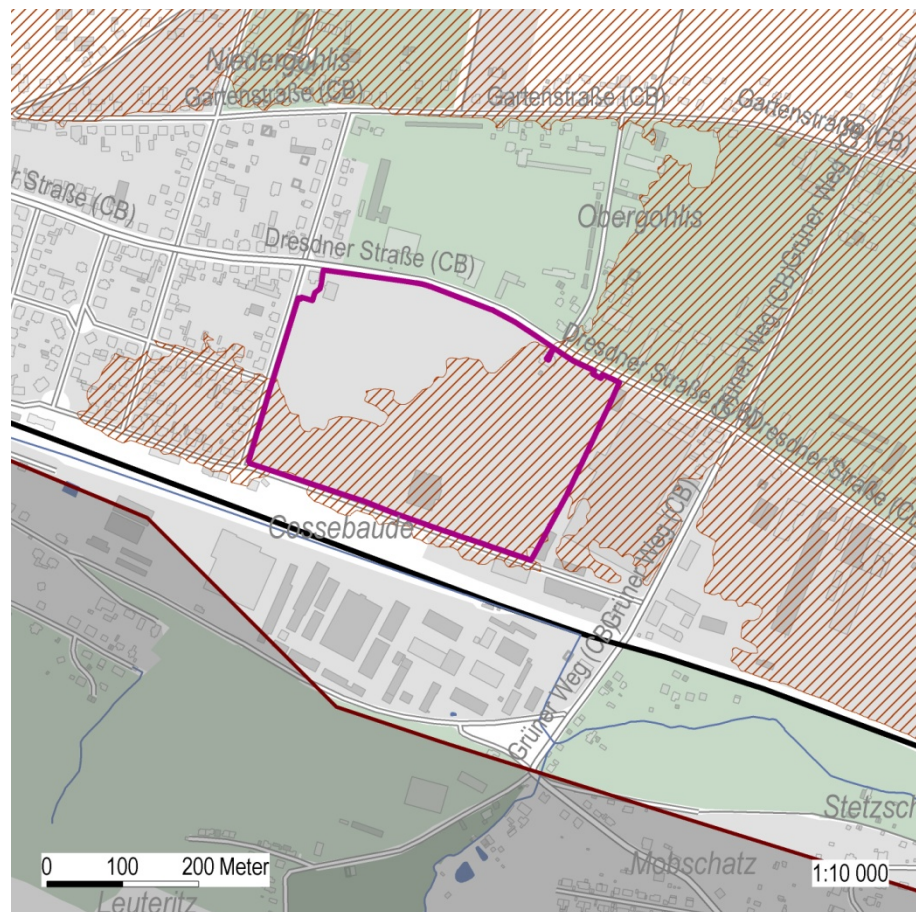 Niedergohlis
Gartenstraße (CB)
Gartenstraße (CB)
Gartenstraße (CB)
Obergohlis
r Straße (CB)
Dresdner Straße (CB)
Grüner Weg (CB)
Dresdner Straße (CB)
Dresdner Straße (C
Cossebaude
Grüner Weg (CB)
Grüner Weg (CB)
Stetzsch
0 100 200 Meter
Mobschatz
1:10 000
Leuteritz